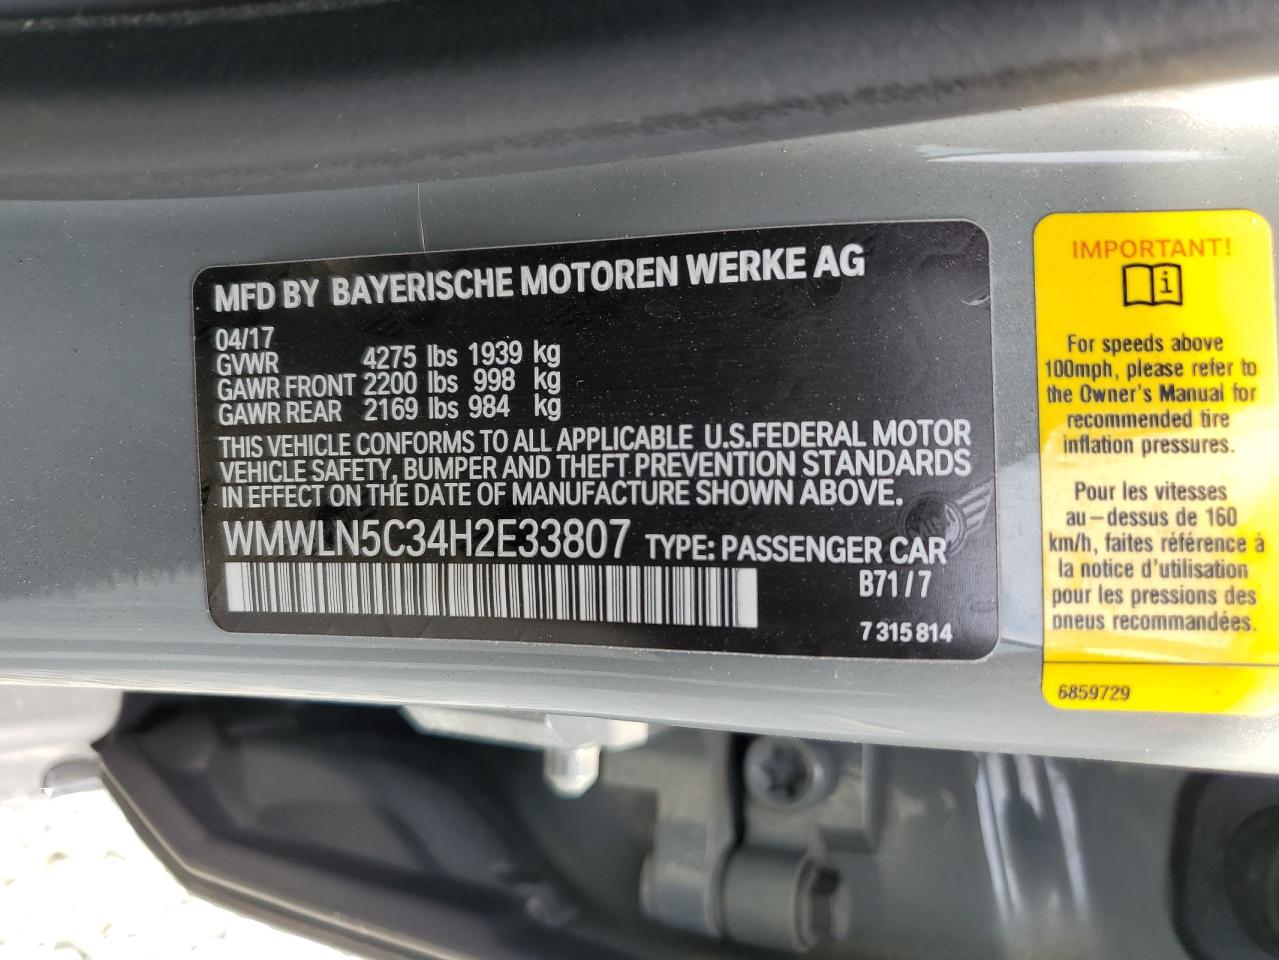 MFD BY BAYERISCHE MOTOREN WERKE AG
04/17
GVWR 4275 lbs 1939 kg
GAWR FRONT 2200 lbs 998 kg
GAWR REAR 2169 lbs 984 kg
THIS VEHICLE CONFORMS TO ALL APPLICABLE U.S.FEDERAL MOTOR
VEHICLE SAFETY, BUMPER AND THEFT PREVENTION STANDARDS
IN EFFECT ON THE DATE OF MANUFACTURE SHOWN ABOVE.
WMWLN5C34H2E33807 TYPE: PASSENGER CAR
B71/7
7 315 814
IMPORTANT!
For speeds above
100mph, please refer to
the Owner's Manual for
recommended tire
inflation pressures.
Pour les vitesses
au-dessus de 160
km/h, faites référence à
la notice d'utilisation
pour les pressions des
pneus recommandées.
6859729